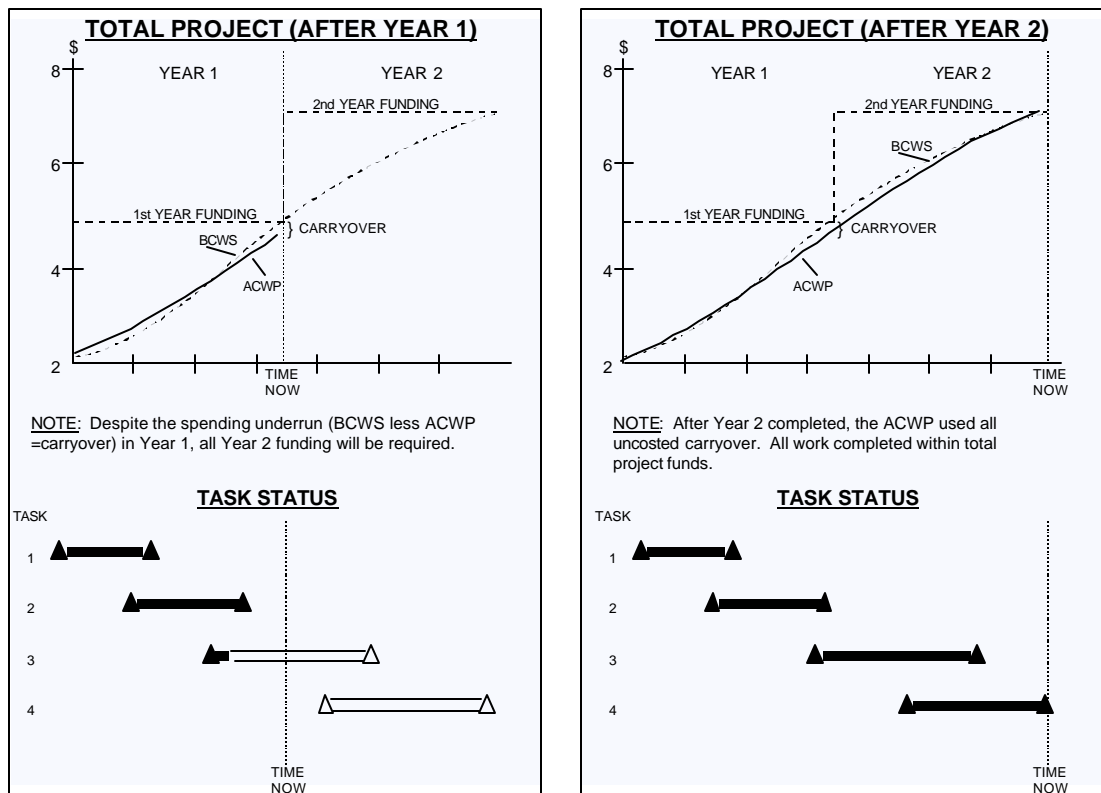 TOTAL PROJECT (AFTER YEAR 1)
$
YEAR 1
YEAR 2
8
2nd YEAR FUNDING
6
1st YEAR FUNDING
CARRYOVER
}
BCWS
4
ACWP
2
TIME
NOW
NOTE: Despite the spending underrun (BCWS less ACWP
=carryover) in Year 1, all Year 2 funding will be required.
TASK STATUS
TASK
1
2
3
4
TIME
NOW
TOTAL PROJECT (AFTER YEAR 2)
$
YEAR 1
YEAR 2
8
2nd YEAR FUNDING
BCWS
6
1st YEAR FUNDING
CARRYOVER
}
4
ACWP
2
TIME
NOW
NOTE: After Year 2 completed, the ACWP used all
uncosted carryover. All work completed within total
project funds.
TASK STATUS
TASK
1
2
3
4
TIME
NOW